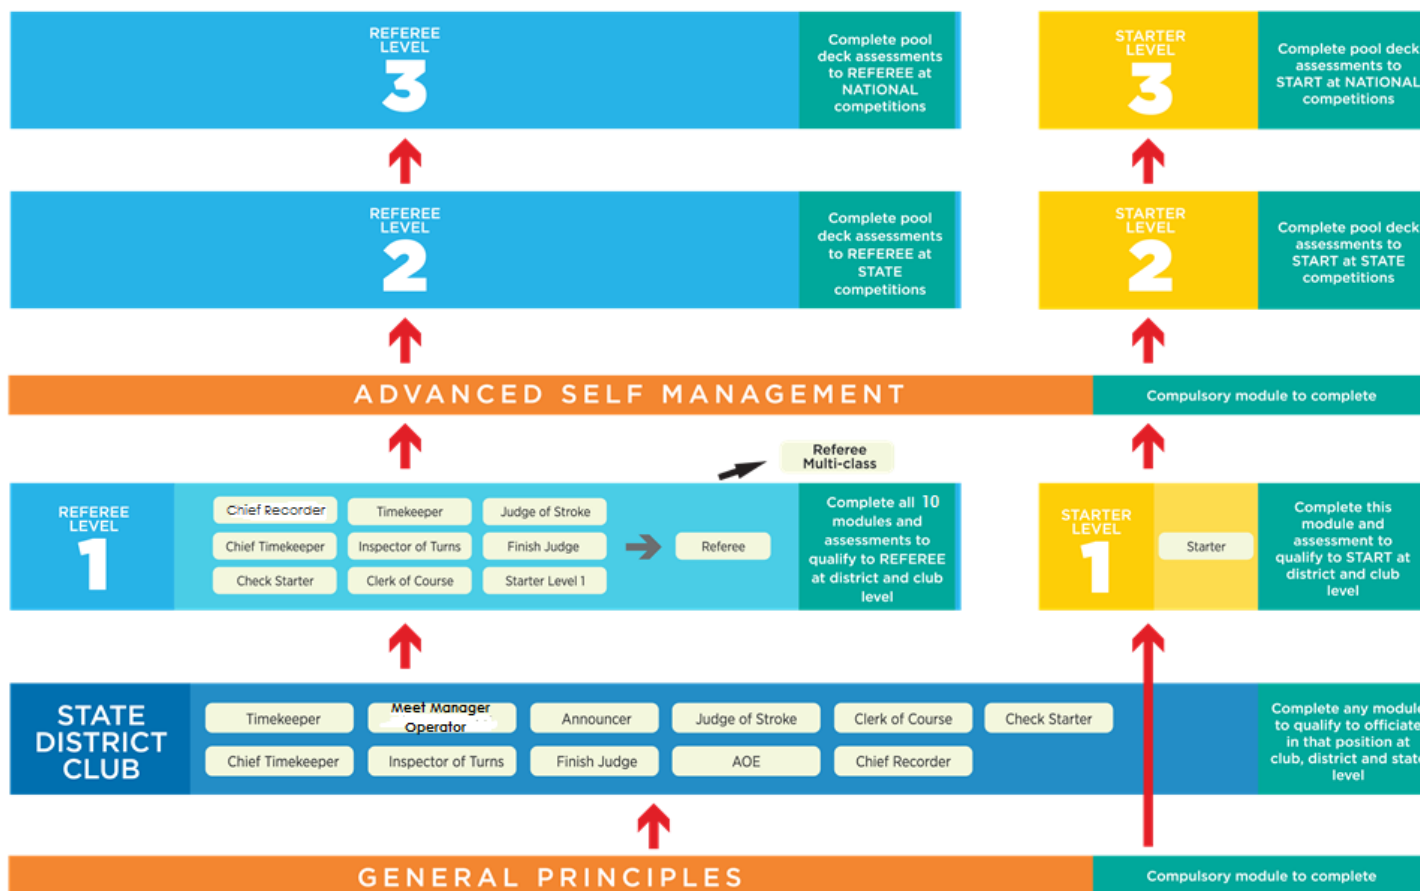 REFEREE
LEVEL
3
Complete pool
deck assessments
to REFEREE at
NATIONAL
competitions
STARTER
LEVEL
3
Complete pool deck
assessments to
START at NATIONAL
competitions
REFEREE
LEVEL
2
Complete pool
deck assessments
to REFEREE at
STATE
competitions
STARTER
LEVEL
2
Complete pool deck
assessments to
START at STATE
competitions
ADVANCED SELF MANAGEMENT
Compulsory module to complete
Referee
Multi-class
REFEREE
LEVEL
1
Chief Recorder
Timekeeper
Judge of Stroke
Chief Timekeeper
Inspector of Turns
Finish Judge
Check Starter
Clerk of Course
Starter Level 1
Referee
Complete all 10
modules and
assessments to
qualify to REFEREE
at district and club
level
STARTER
LEVEL
1
Starter
Complete this
module and
assessment to
qualify to START at
district and club
level
STATE
DISTRICT
CLUB
Timekeeper
Meet Manager
Operator
Announcer
Judge of Stroke
Clerk of Course
Check Starter
Chief Timekeeper
Inspector of Turns
Finish Judge
AOE
Chief Recorder
Complete any module
to qualify to officiate
in that position at
club, district and state
level
GENERAL PRINCIPLES
Compulsory module to complete